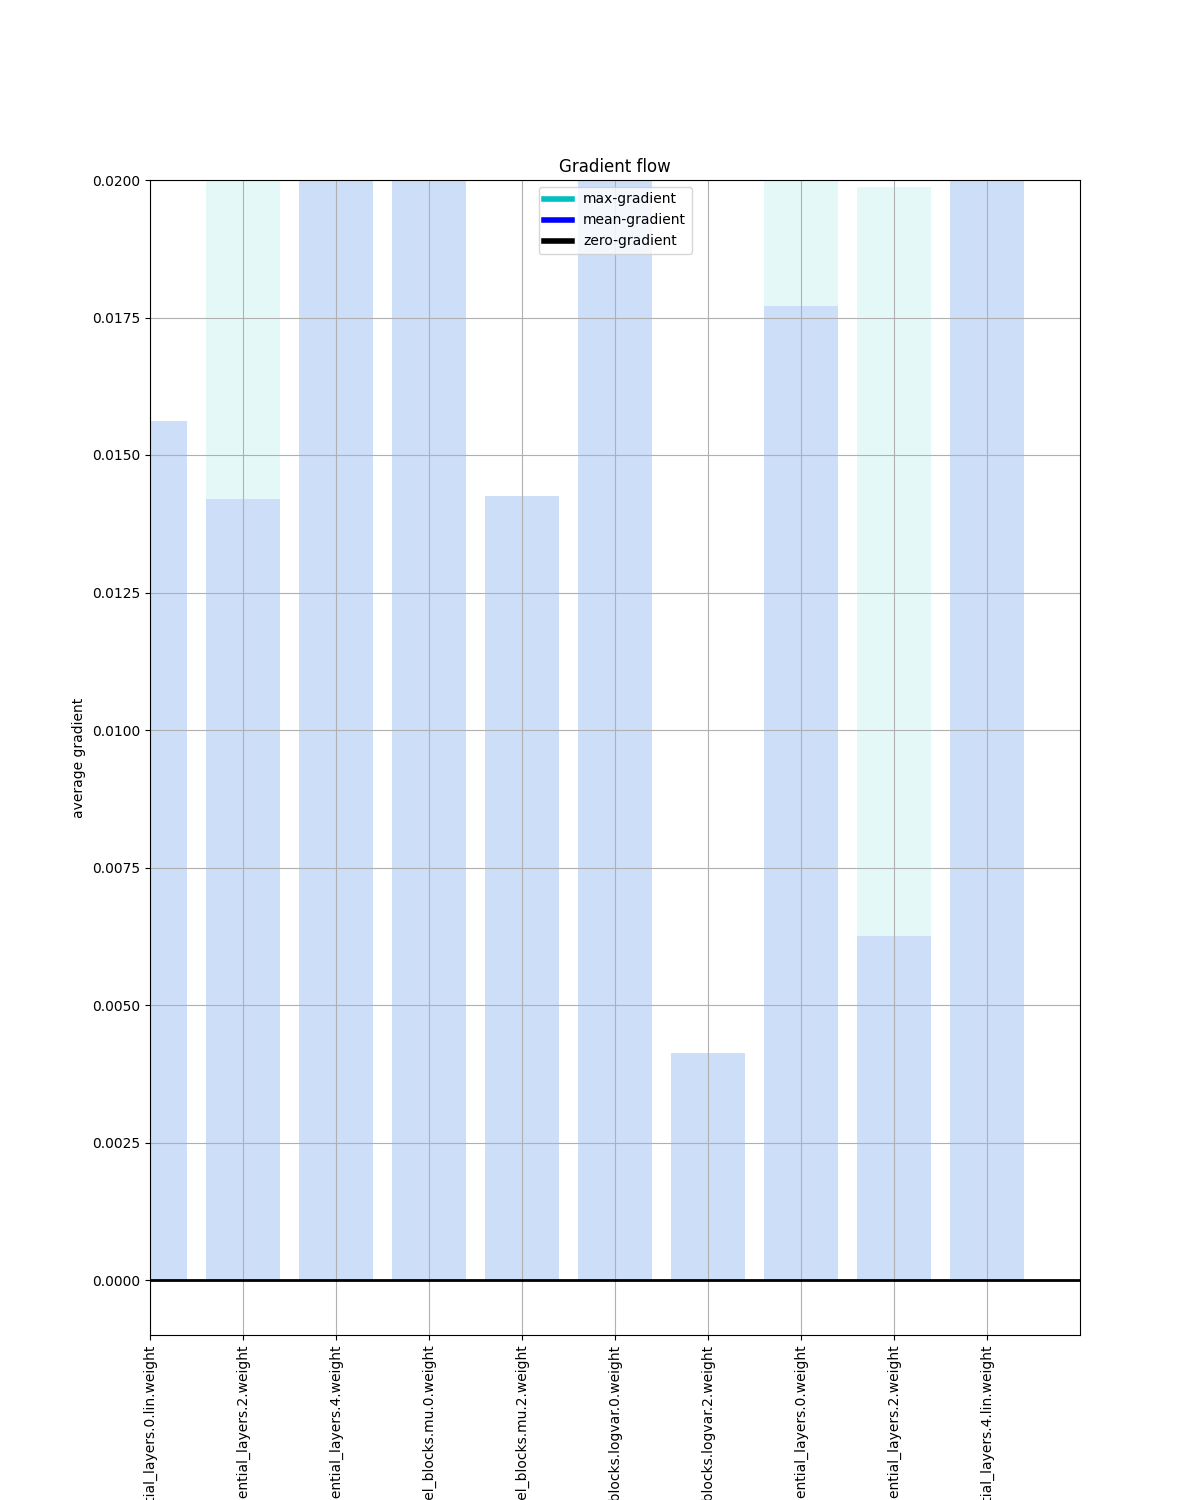 Gradient flow
max-gradient
mean-gradient
zero-gradient
0.0200
0.0175
0.0150
0.0125
0.0100
0.0075
0.0050
0.0025
0.0000
average gradient
tial_layers.0.lin.weight
ential_layers.2.weight
ential_layers.4.weight
el_blocks.mu.0.weight
el_blocks.mu.2.weight
blocks.logvar.0.weight
blocks.logvar.2.weight
ential_layers.0.weight
ential_layers.2.weight
tial_layers.4.lin.weight